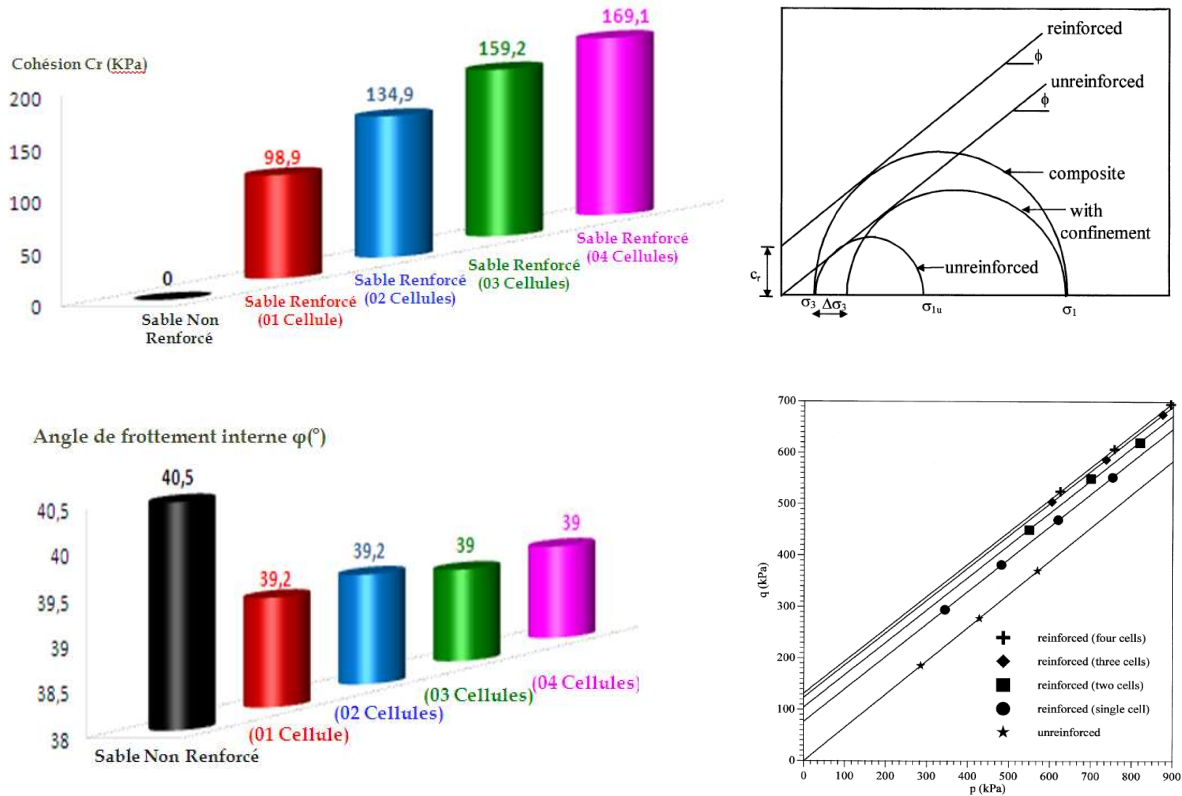 Cohésion Cr (KPa)
200
150
100
50
0
0
98,9
134,9
159,2
169,1
Sable Non
Renforcé
Sable Renforcé
(01 Cellule)
Sable Renforcé
(02 Cellules)
Sable Renforcé
(03 Cellules)
Sable Renforcé
(04 Cellules)
reinforced
ϕ
unreinforced
ϕ
composite
with
confinement
unreinforced
cᵣ
σ₃ Δσ₃ σ₁ᵤ σ₁
Angle de frottement interne φ(°)
40,5
40
39,5
39
38,5
38
40,5
39,2
39,2
39
39
Sable Non Renforcé
(01 Cellule)
(02 Cellules)
(03 Cellules)
(04 Cellules)
700
600
500
400
300
200
100
0
q (kPa)
reinforced (four cells)
reinforced (three cells)
reinforced (two cells)
reinforced (single cell)
unreinforced
0 100 200 300 400 500 600 700 800 900
p (kPa)